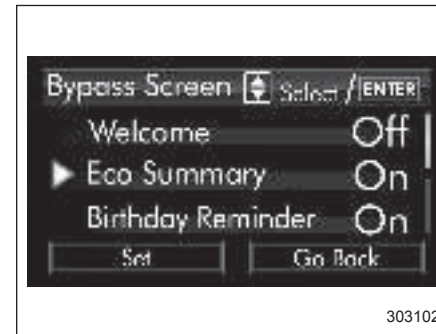 Bypass Screen Select / ENTER
Welcome Off
Eco Summary On
Birthday Reminder On
Set Go Back
303102